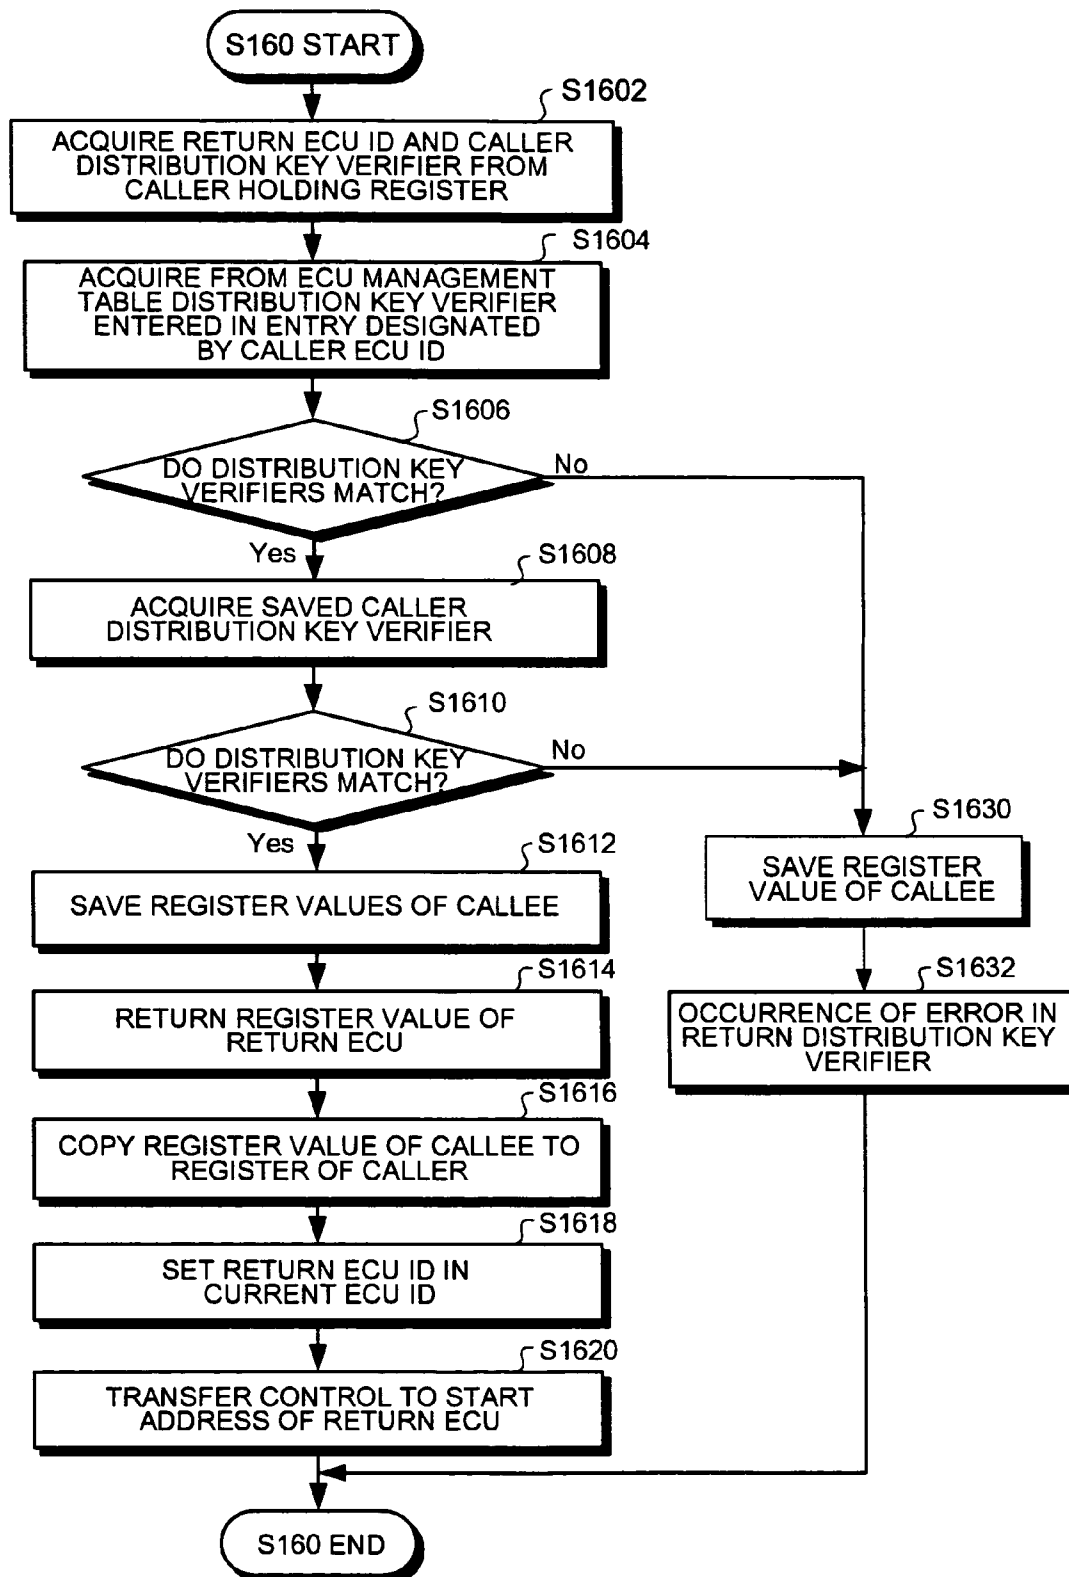 S160 START
S1602
ACQUIRE RETURN ECU ID AND CALLER
DISTRIBUTION KEY VERIFIER FROM
CALLER HOLDING REGISTER
S1604
ACQUIRE FROM ECU MANAGEMENT
TABLE DISTRIBUTION KEY VERIFIER
ENTERED IN ENTRY DESIGNATED
BY CALLER ECU ID
S1606
DO DISTRIBUTION KEY
VERIFIERS MATCH?
No
Yes
S1608
ACQUIRE SAVED CALLER
DISTRIBUTION KEY VERIFIER
S1610
DO DISTRIBUTION KEY
VERIFIERS MATCH?
No
Yes
S1612
SAVE REGISTER VALUES OF CALLEE
S1630
SAVE REGISTER
VALUE OF CALLEE
S1614
RETURN REGISTER VALUE OF
RETURN ECU
S1632
OCCURRENCE OF ERROR IN
RETURN DISTRIBUTION KEY
VERIFIER
S1616
COPY REGISTER VALUE OF CALLEE TO
REGISTER OF CALLER
S1618
SET RETURN ECU ID IN
CURRENT ECU ID
S1620
TRANSFER CONTROL TO START
ADDRESS OF RETURN ECU
S160 END